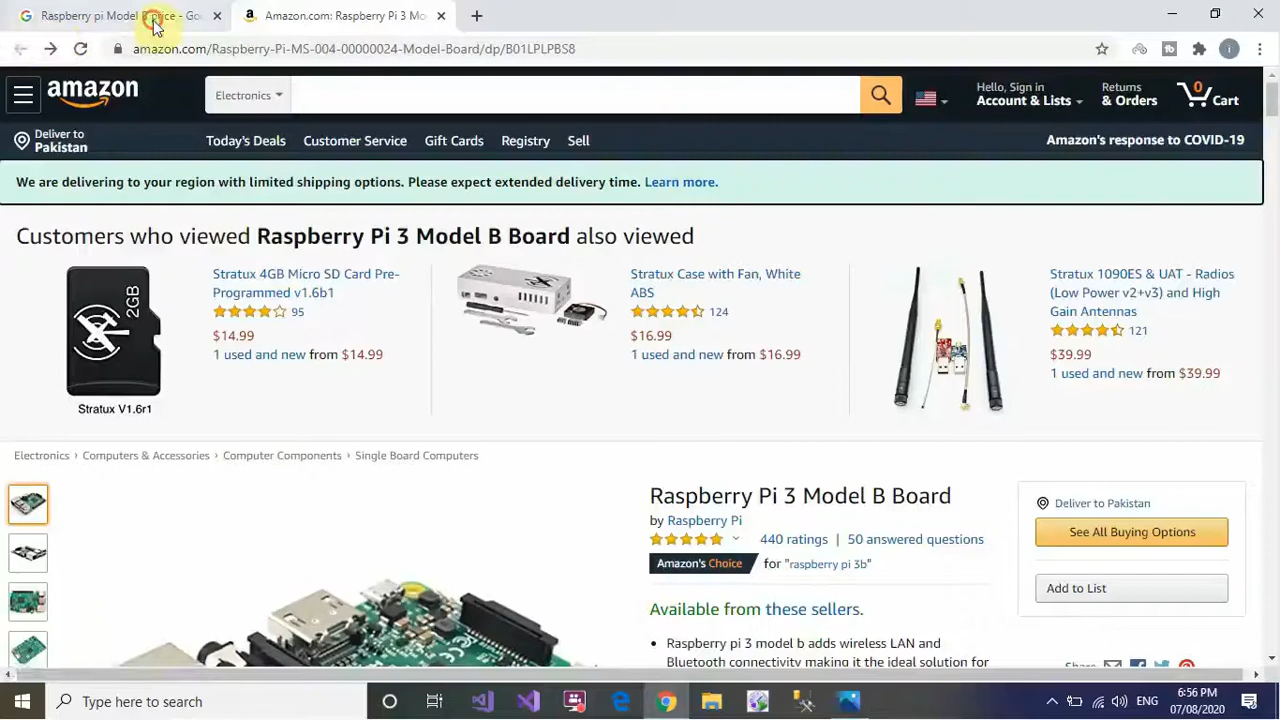 Raspberry pi Model B price - Go
Amazon.com: Raspberry Pi 3 Mo
amazon.com/Raspberry-Pi-MS-004-00000024-Model-Board/dp/B01LPLPBS8
amazon
Electronics
Hello, Sign in
Account & Lists
Returns
& Orders
0
Cart
Deliver to
Pakistan
Today's Deals
Customer Service
Gift Cards
Registry
Sell
Amazon's response to COVID-19
We are delivering to your region with limited shipping options. Please expect extended delivery time. Learn more.
Customers who viewed Raspberry Pi 3 Model B Board also viewed
2GB
Stratux V1.6r1
Stratux 4GB Micro SD Card Pre-
Programmed v1.6b1
95
$14.99
1 used and new from $14.99
Stratux Case with Fan, White
ABS
124
$16.99
1 used and new from $16.99
Stratux 1090ES & UAT - Radios
(Low Power v2+v3) and High
Gain Antennas
121
$39.99
1 used and new from $39.99
Electronics › Computers & Accessories › Computer Components › Single Board Computers
Raspberry Pi 3 Model B Board
by Raspberry Pi
440 ratings | 50 answered questions
Amazon's Choice for "raspberry pi 3b"
Available from these sellers.
• Raspberry pi 3 model b adds wireless LAN and
Bluetooth connectivity making it the ideal solution for
Deliver to Pakistan
See All Buying Options
Add to List
Share
Type here to search
ENG
6:56 PM
07/08/2020